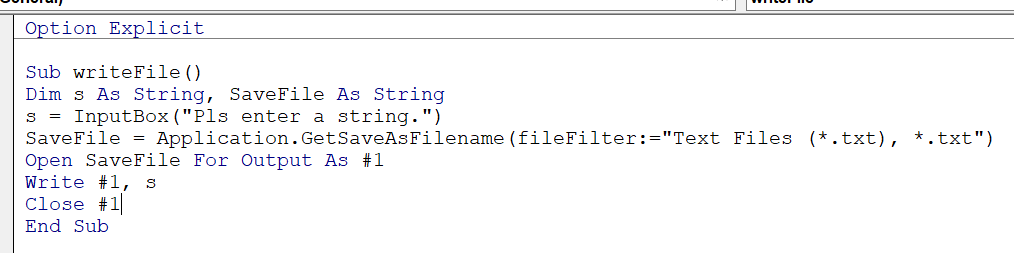 Option Explicit
Sub writeFile()
Dim s As String, SaveFile As String
s = InputBox("Pls enter a string.")
SaveFile = Application.GetSaveAsFilename(fileFilter:="Text Files (*.txt), *.txt")
Open SaveFile For Output As #1
Write #1, s
Close #1
End Sub